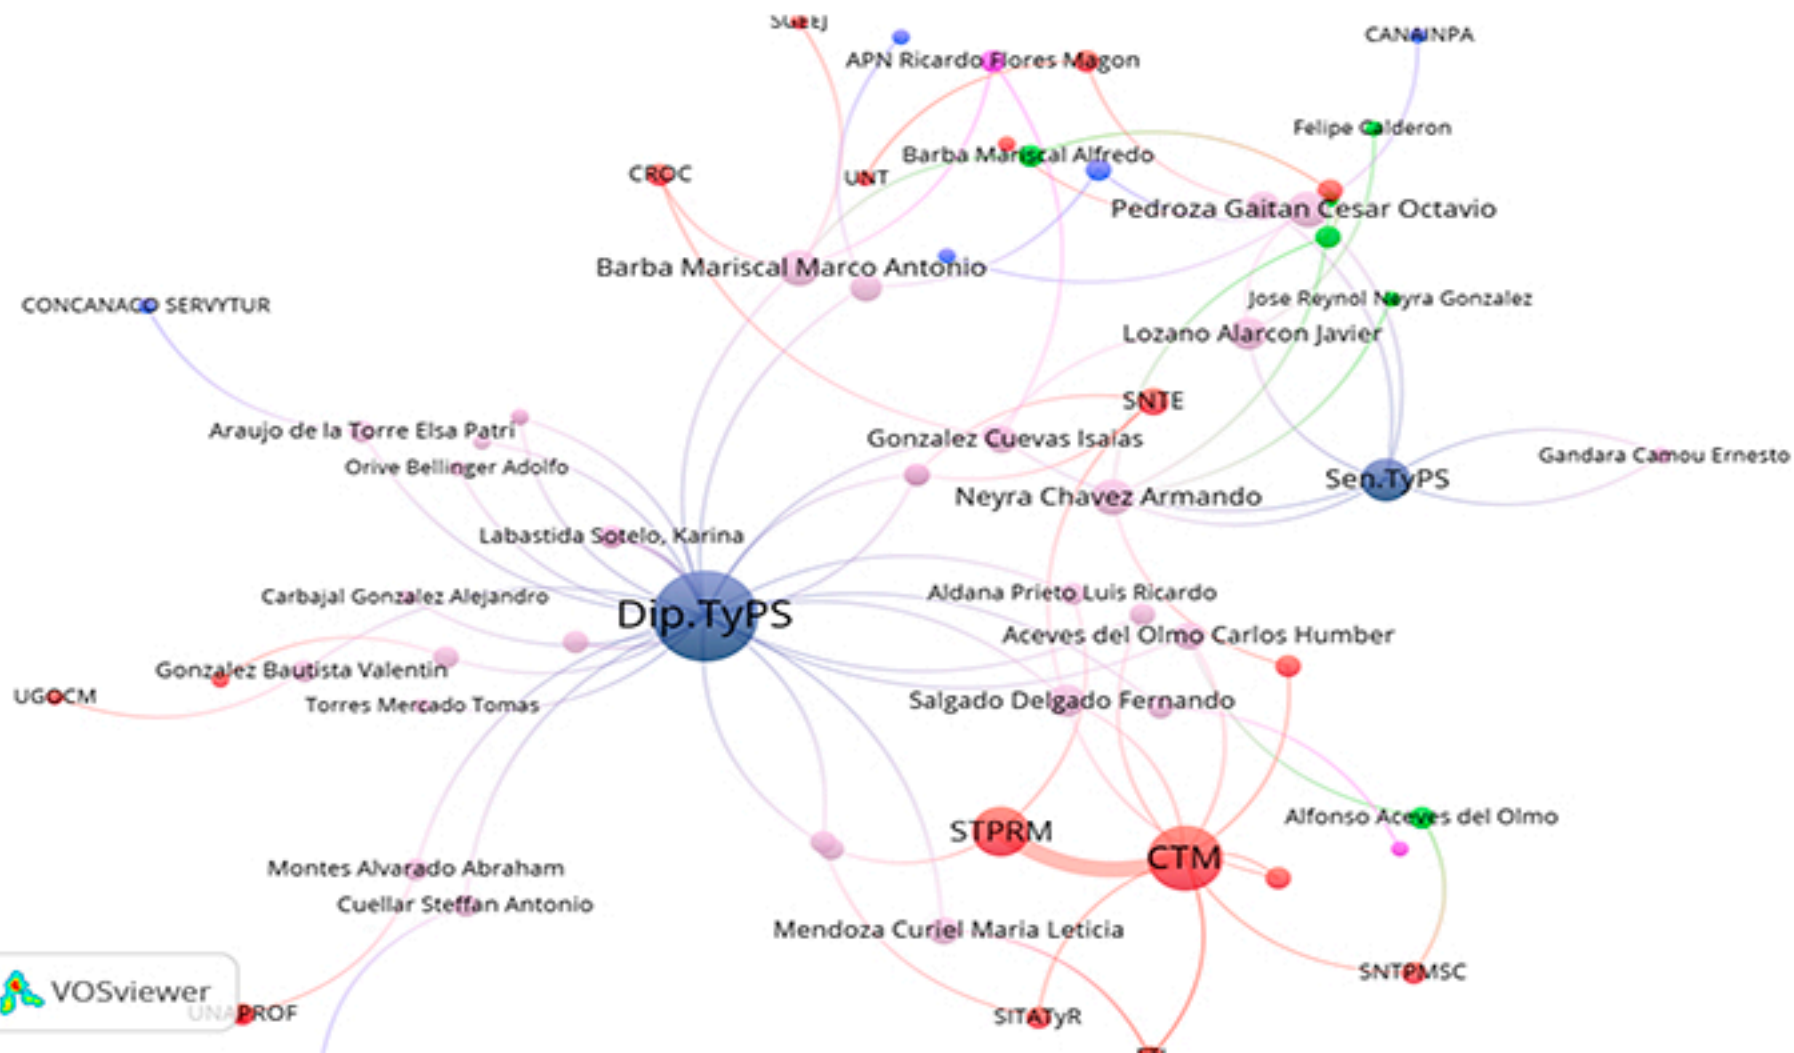 SGEEJ
CANAINPA
APN Ricardo Flores Magon
Felipe Calderon
Barba Mariscal Alfredo
CROC
UNT
Pedroza Gaitan Cesar Octavio
Barba Mariscal Marco Antonio
CONCANACO SERVYTUR
Jose Reynol Neyra Gonzalez
Lozano Alarcon Javier
SNTE
Araujo de la Torre Elsa Patri
Gonzalez Cuevas Isaias
Gandara Camou Ernesto
Orive Bellinger Adolfo
Sen.TyPS
Neyra Chavez Armando
Labastida Sotelo, Karina
Aldana Prieto Luis Ricardo
Carbajal Gonzalez Alejandro
Dip.TyPS
Aceves del Olmo Carlos Humber
Gonzalez Bautista Valentin
UGOCM
Salgado Delgado Fernando
Torres Mercado Tomas
Alfonso Aceves del Olmo
STPRM
CTM
Montes Alvarado Abraham
Cuellar Steffan Antonio
Mendoza Curiel Maria Leticia
SNTPMSC
VOSviewer
UNAPROF
SITATyR